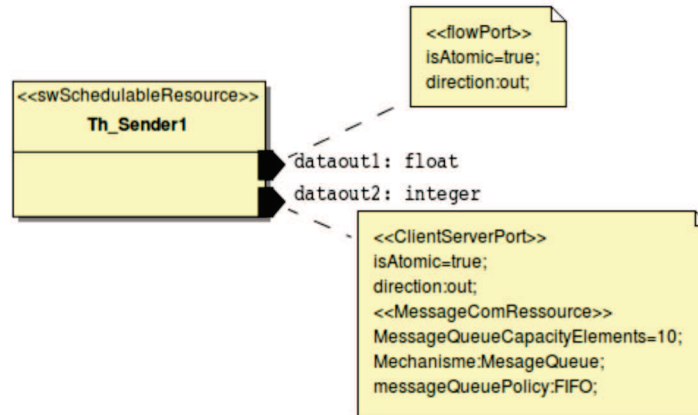 <<flowPort>>
isAtomic=true;
direction:out;
<<swSchedulableResource>>
Th_Sender1
dataout1: float
dataout2: integer
<<ClientServerPort>>
isAtomic=true;
direction:out;
<<MessageComRessource>>
MessageQueueCapacityElements=10;
Mechanisme:MesageQueue;
messageQueuePolicy:FIFO;